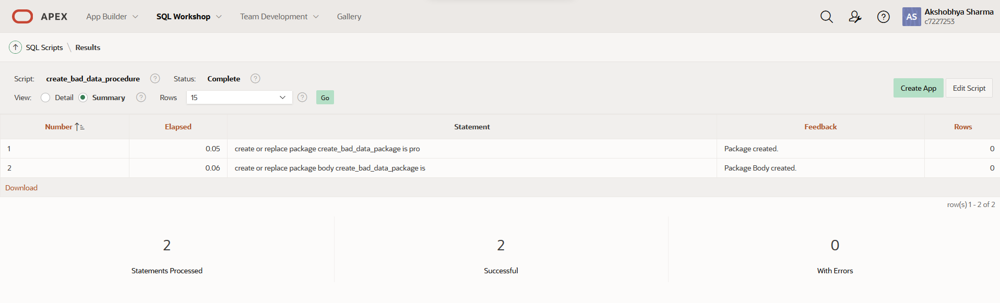 APEX App Builder SQL Workshop Team Development Gallery AS Akshobhya Sharma
c7227253
SQL Scripts \ Results
Script: create_bad_data_procedure ? Status: Complete ?
View: Detail Summary ? Rows 15 ? Go
Create App Edit Script
Number Elapsed Statement Feedback Rows
1 0.05 create or replace package create_bad_data_package is pro Package created. 0
2 0.06 create or replace package body create_bad_data_package is Package Body created. 0
Download
row(s) 1 - 2 of 2
2 2 0
Statements Processed Successful With Errors